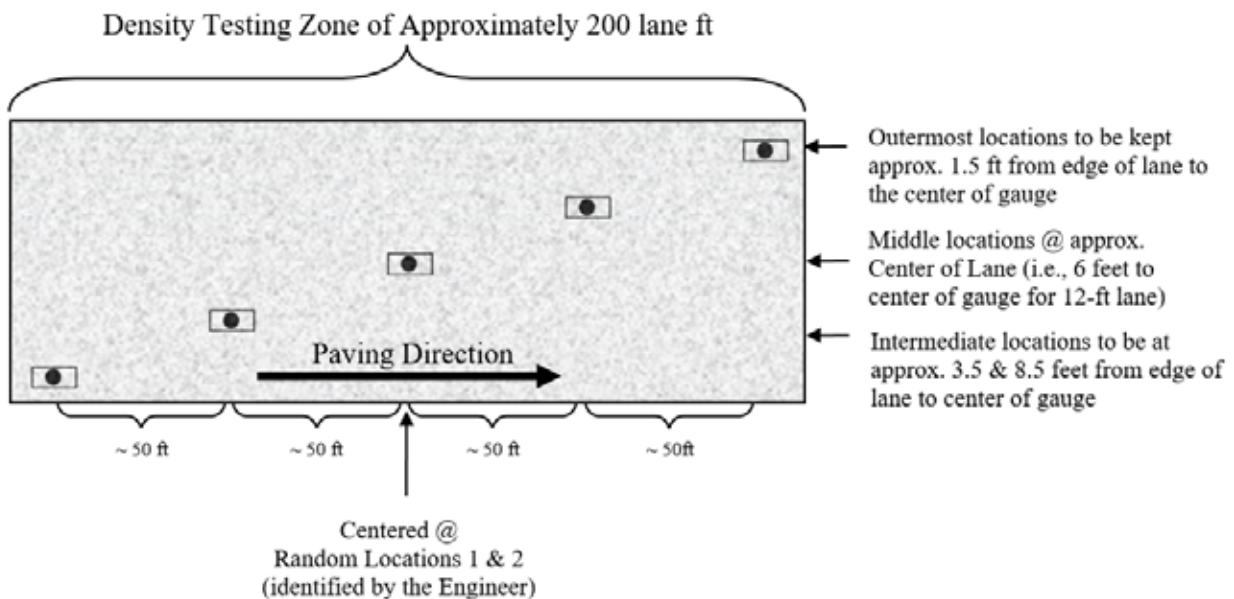 Density Testing Zone of Approximately 200 lane ft
Outermost locations to be kept
approx. 1.5 ft from edge of lane to
the center of gauge
Middle locations @ approx.
Center of Lane (i.e., 6 feet to
center of gauge for 12-ft lane)
Paving Direction
Intermediate locations to be at
approx. 3.5 & 8.5 feet from edge of
lane to center of gauge
~ 50 ft
~ 50 ft
~ 50 ft
~ 50ft
Centered @
Random Locations 1 & 2
(identified by the Engineer)